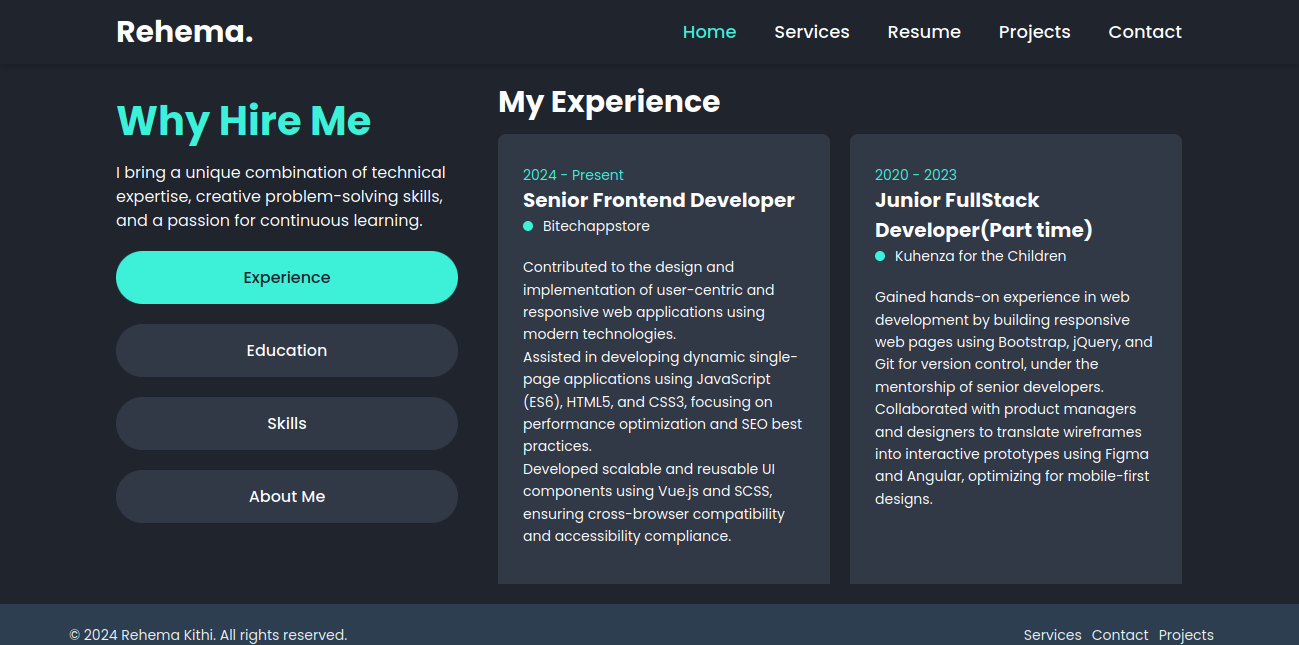 Rehema.
Home Services Resume Projects Contact
Why Hire Me
I bring a unique combination of technical
expertise, creative problem-solving skills,
and a passion for continuous learning.
Experience
Education
Skills
About Me
My Experience
2024 - Present
Senior Frontend Developer
Bitechappstore
Contributed to the design and
implementation of user-centric and
responsive web applications using
modern technologies.
Assisted in developing dynamic single-
page applications using JavaScript
(ES6), HTML5, and CSS3, focusing on
performance optimization and SEO best
practices.
Developed scalable and reusable UI
components using Vue.js and SCSS,
ensuring cross-browser compatibility
and accessibility compliance.
2020 - 2023
Junior FullStack
Developer(Part time)
Kuhenza for the Children
Gained hands-on experience in web
development by building responsive
web pages using Bootstrap, jQuery, and
Git for version control, under the
mentorship of senior developers.
Collaborated with product managers
and designers to translate wireframes
into interactive prototypes using Figma
and Angular, optimizing for mobile-first
designs.
© 2024 Rehema Kithi. All rights reserved.
Services Contact Projects